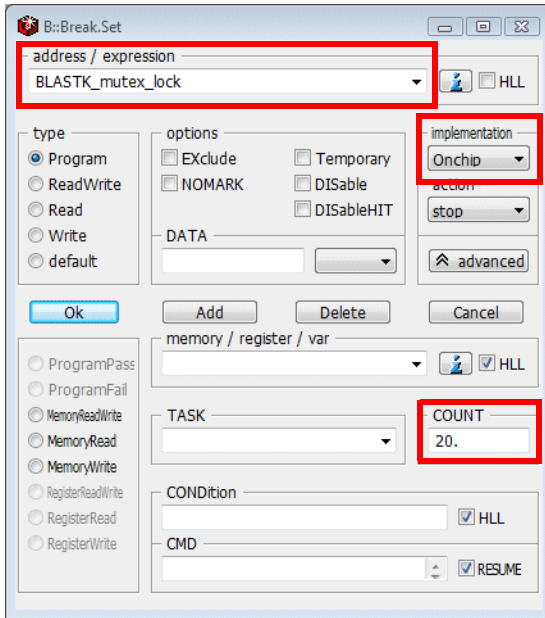 B::Break.Set
address / expression
BLASTK_mutex_lock
HLL
type
options
implementation
Program
EXclude
Temporary
Onchip
ReadWrite
NOMARK
DISable
action
Read
DISableHIT
stop
Write
DATA
default
advanced
Ok
Add
Delete
Cancel
memory / register / var
ProgramPass
HLL
ProgramFail
MemoryReadWrite
TASK
COUNT
MemoryRead
20.
MemoryWrite
RegisterReadWrite
CONDition
RegisterRead
HLL
RegisterWrite
CMD
RESUME